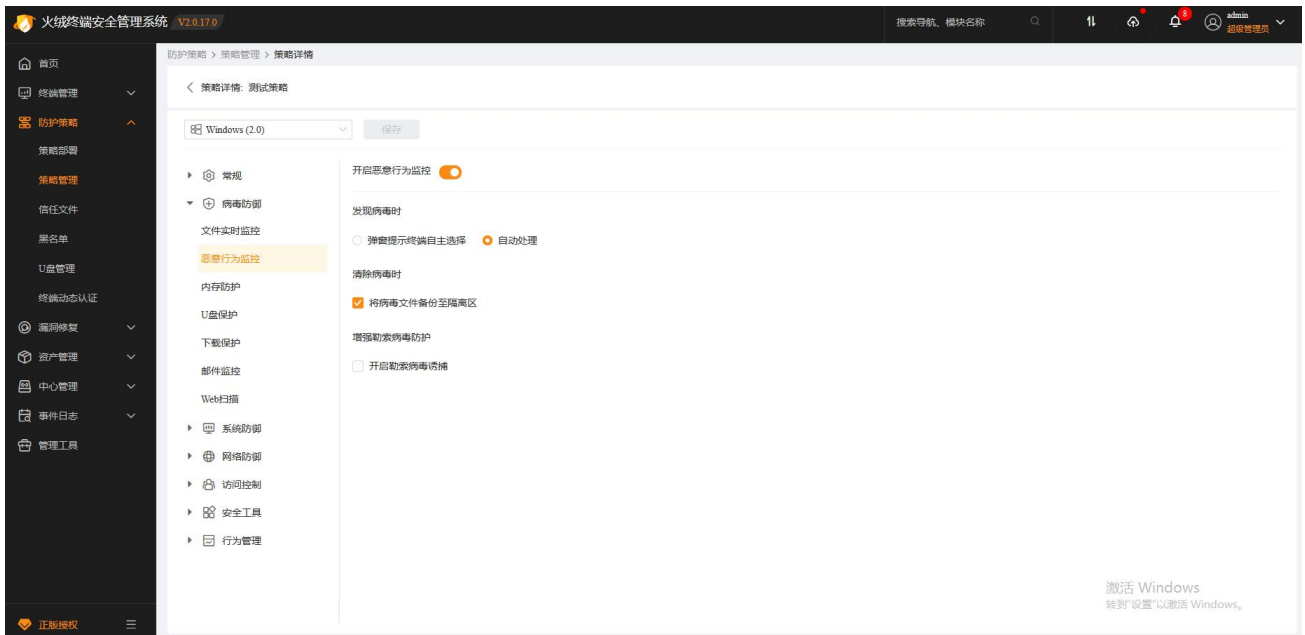 火绒终端安全管理系统 V2.0.17.0
搜索导航、模块名称
8
admin
超级管理员
首页
终端管理
防护策略
策略部署
策略管理
信任文件
黑名单
U盘管理
终端动态认证
漏洞修复
资产管理
中心管理
事件日志
管理工具
正版授权
防护策略 > 策略管理 > 策略详情
策略详情: 测试策略
Windows (2.0)
保存
常规
病毒防御
文件实时监控
恶意行为监控
内存防护
U盘保护
下载保护
邮件监控
Web扫描
系统防御
网络防御
访问控制
安全工具
行为管理
开启恶意行为监控
发现病毒时
弹窗提示终端自主选择 自动处理
清除病毒时
将病毒文件备份至隔离区
增强勒索病毒防护
开启勒索病毒诱捕
激活 Windows
转到“设置”以激活 Windows。